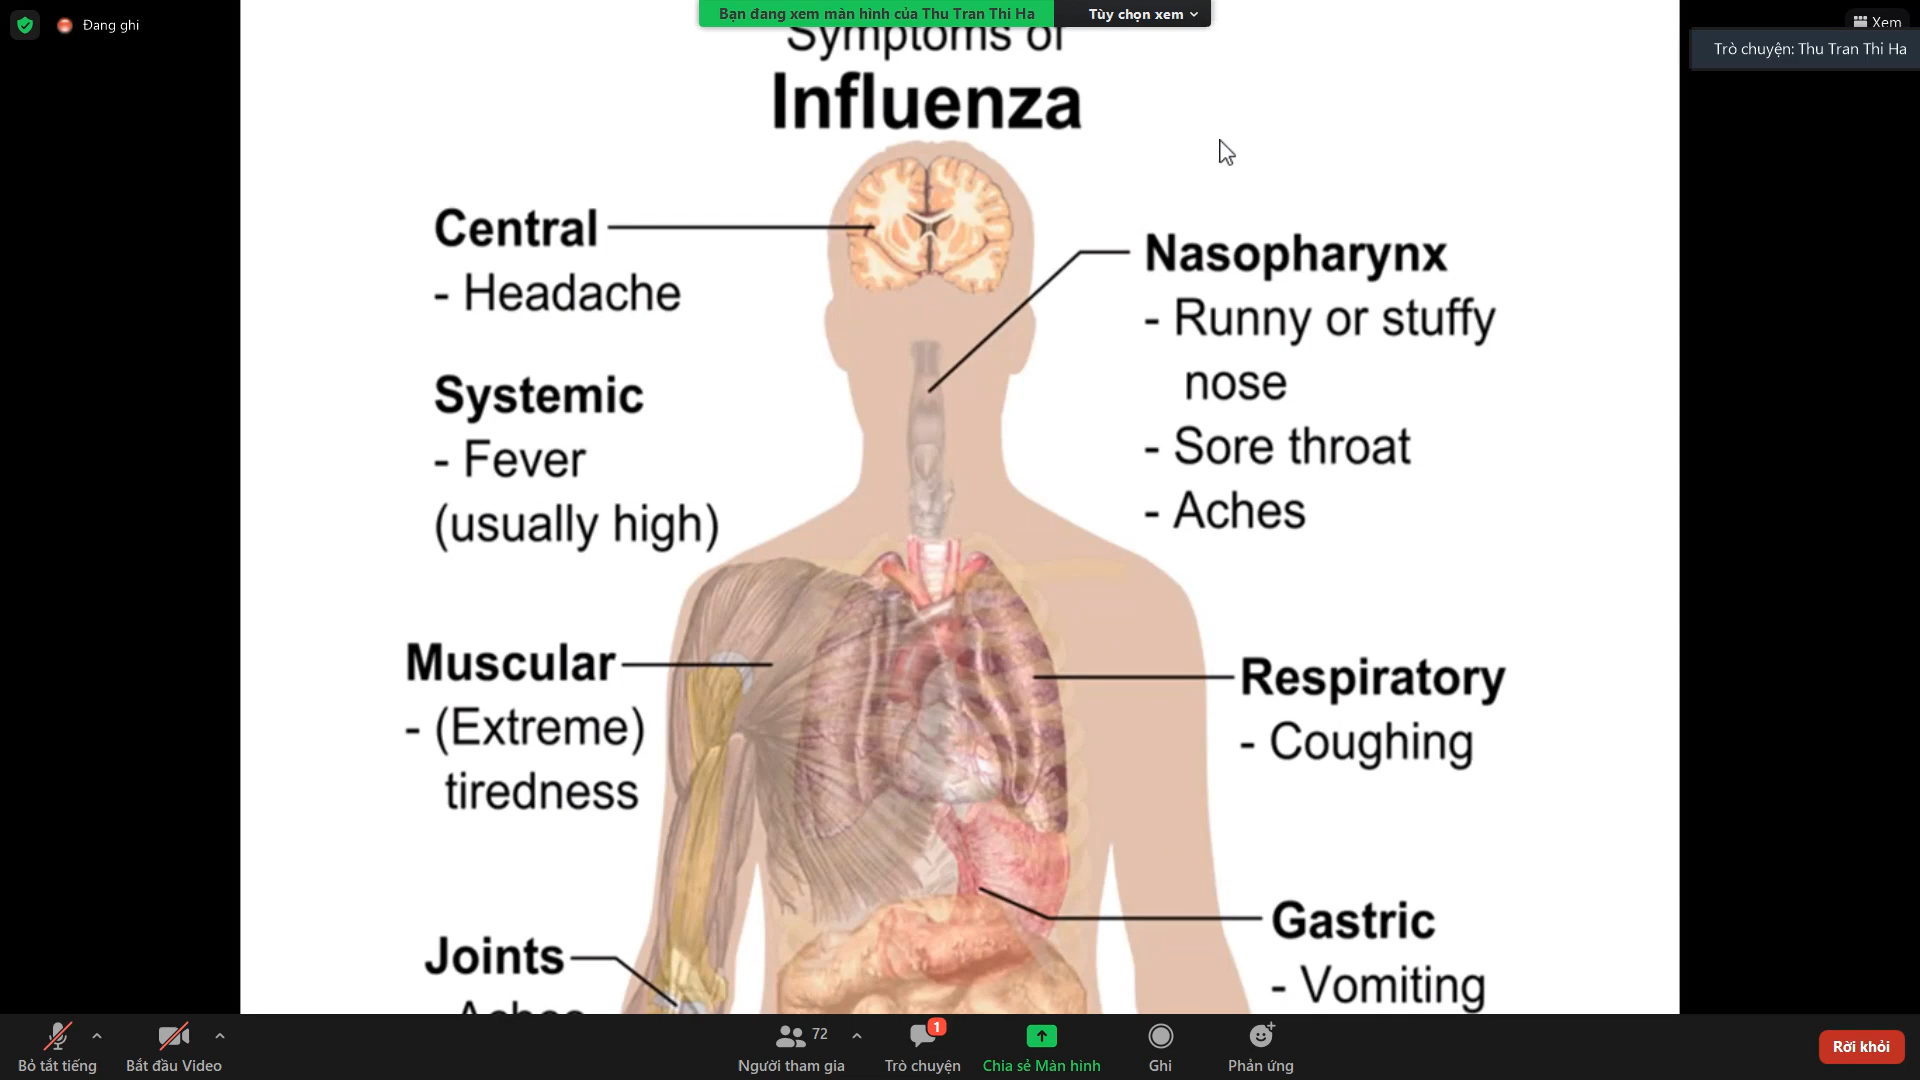 Đang ghi
Bạn đang xem màn hình của Thu Tran Thi Ha
Tùy chọn xem
Xem
Trò chuyện: Thu Tran Thi Ha
Symptoms of
Influenza
Central
- Headache
Systemic
- Fever
(usually high)
Nasopharynx
- Runny or stuffy
nose
- Sore throat
- Aches
Muscular
- (Extreme)
tiredness
Respiratory
- Coughing
Joints
- Aches
Gastric
- Vomiting
72
1
Bỏ tắt tiếng
Bắt đầu Video
Người tham gia
Trò chuyện
Chia sẻ Màn hình
Ghi
Phản ứng
Rời khỏi